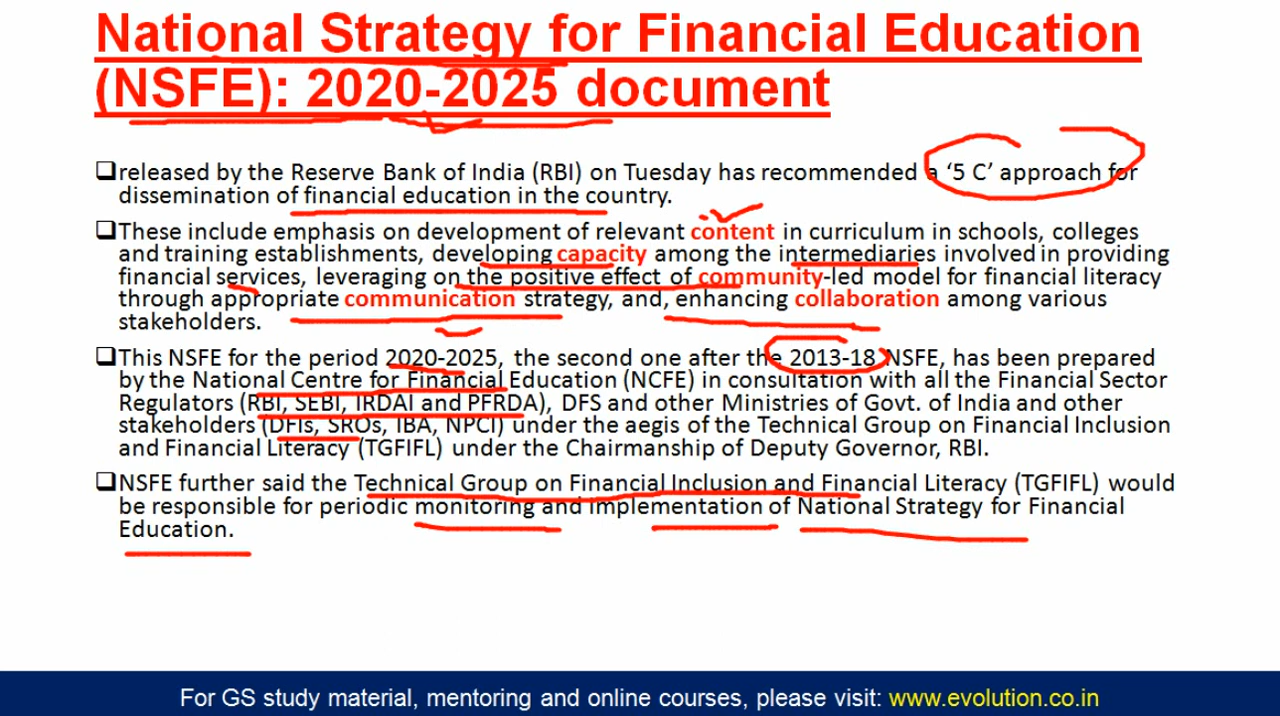 National Strategy for Financial Education
(NSFE): 2020-2025 document
❑released by the Reserve Bank of India (RBI) on Tuesday has recommended a ‘5 C’ approach for
dissemination of financial education in the country.
❑These include emphasis on development of relevant content in curriculum in schools, colleges
and training establishments, developing capacity among the intermediaries involved in providing
financial services, leveraging on the positive effect of community-led model for financial literacy
through appropriate communication strategy, and, enhancing collaboration among various
stakeholders.
❑This NSFE for the period 2020-2025, the second one after the 2013-18 NSFE, has been prepared
by the National Centre for Financial Education (NCFE) in consultation with all the Financial Sector
Regulators (RBI, SEBI, IRDAI and PFRDA), DFS and other Ministries of Govt. of India and other
stakeholders (DFIs, SROs, IBA, NPCI) under the aegis of the Technical Group on Financial Inclusion
and Financial Literacy (TGFIFL) under the Chairmanship of Deputy Governor, RBI.
❑NSFE further said the Technical Group on Financial Inclusion and Financial Literacy (TGFIFL) would
be responsible for periodic monitoring and implementation of National Strategy for Financial
Education.
For GS study material, mentoring and online courses, please visit: www.evolution.co.in